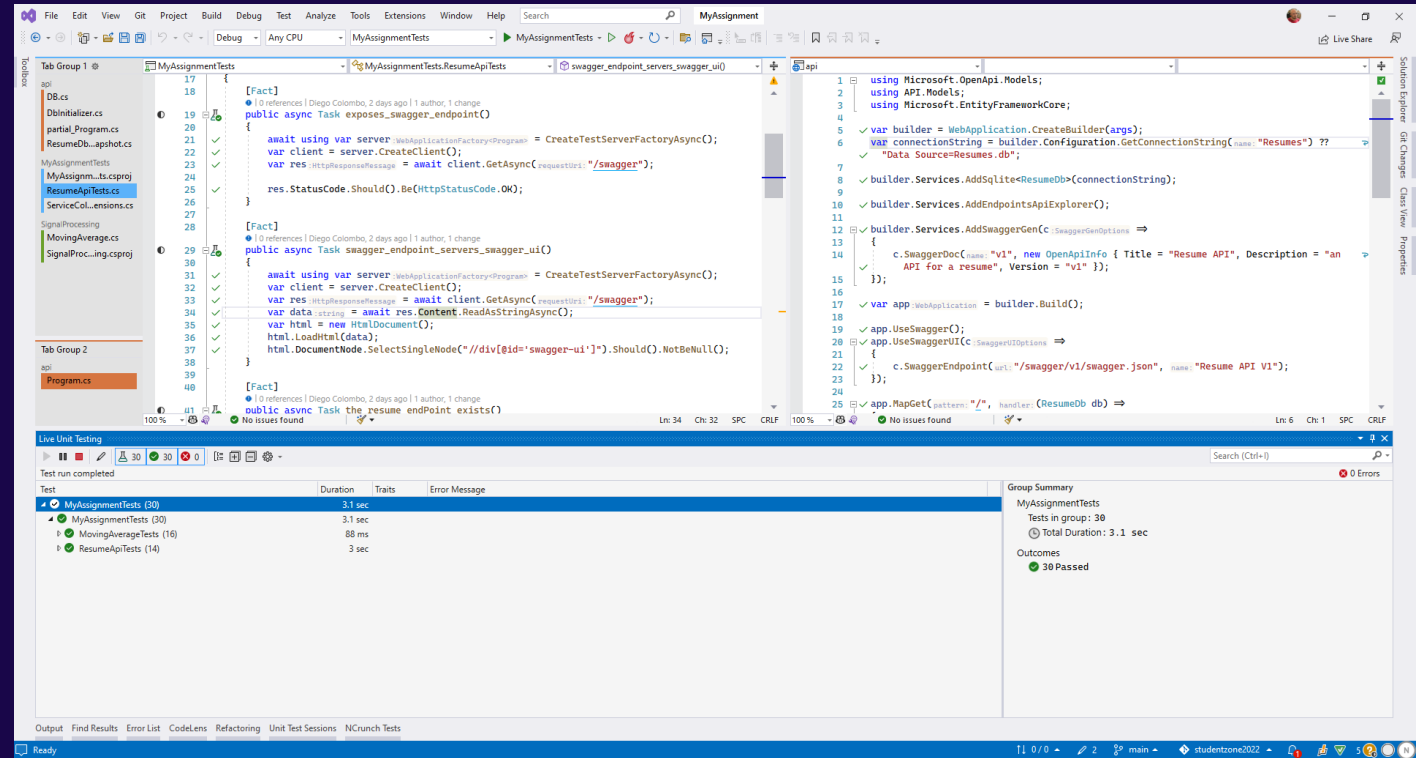 File Edit View Git Project Build Debug Test Analyze Tools Extensions Window Help Search MyAssignment
Debug Any CPU MyAssignmentTests MyAssignmentTests Live Share
Toolbox
Tab Group 1
api
DB.cs
DbInitializer.cs
partial_Program.cs
ResumeDb...apshot.cs
MyAssignmentTests
MyAssignm...ts.csproj
ResumeApiTests.cs
ServiceCol...ensions.cs
SignalProcessing
MovingAverage.cs
SignalProc...ing.csproj
Tab Group 2
api
Program.cs
MyAssignmentTests MyAssignmentTests.ResumeApiTests swagger_endpoint_servers_swagger_ui()
17 {
18 [Fact]
0 references | Diego Colombo, 2 days ago | 1 author, 1 change
19 public async Task exposes_swagger_endpoint()
20 {
21 await using var server :WebApplicationFactory<Program> = CreateTestServerFactoryAsync();
22 var client = server.CreateClient();
23 var res :HttpResponseMessage = await client.GetAsync(requestUri: "/swagger");
24
25 res.StatusCode.Should().Be(HttpStatusCode.OK);
26 }
27
28 [Fact]
0 references | Diego Colombo, 2 days ago | 1 author, 1 change
29 public async Task swagger_endpoint_servers_swagger_ui()
30 {
31 await using var server :WebApplicationFactory<Program> = CreateTestServerFactoryAsync();
32 var client = server.CreateClient();
33 var res :HttpResponseMessage = await client.GetAsync(requestUri: "/swagger");
34 var data :string = await res.Content.ReadAsStringAsync();
35 var html = new HtmlDocument();
36 html.LoadHtml(data);
37 html.DocumentNode.SelectSingleNode("//div[@id='swagger-ui']").Should().NotBeNull();
38 }
39
40 [Fact]
0 references | Diego Colombo, 2 days ago | 1 author, 1 change
41 public async Task the_resume_endPoint_exists()
100 % No issues found Ln: 34 Ch: 32 SPC CRLF
api
1 using Microsoft.OpenApi.Models;
2 using API.Models;
3 using Microsoft.EntityFrameworkCore;
4
5 var builder = WebApplication.CreateBuilder(args);
6 var connectionString = builder.Configuration.GetConnectionString(name: "Resumes") ??
"Data Source=Resumes.db";
7
8 builder.Services.AddSqlite<ResumeDb>(connectionString);
9
10 builder.Services.AddEndpointsApiExplorer();
11
12 builder.Services.AddSwaggerGen(c :SwaggerGenOptions ⇒
13 {
14 c.SwaggerDoc(name: "v1", new OpenApiInfo { Title = "Resume API", Description = "an
API for a resume", Version = "v1" });
15 });
16
17 var app :WebApplication = builder.Build();
18
19 app.UseSwagger();
20 app.UseSwaggerUI(c :SwaggerUIOptions ⇒
21 {
22 c.SwaggerEndpoint(url: "/swagger/v1/swagger.json", name: "Resume API V1");
23 });
24
25 app.MapGet(pattern: "/", handler: (ResumeDb db) ⇒
100 % No issues found Ln: 6 Ch: 1 SPC CRLF
Solution Explorer
Git Changes
Class View
Properties
Live Unit Testing
30 30 0 Search (Ctrl+I)
Test run completed 0 Errors
Test Duration Traits Error Message
MyAssignmentTests (30) 3.1 sec
MyAssignmentTests (30) 3.1 sec
MovingAverageTests (16) 88 ms
ResumeApiTests (14) 3 sec
Group Summary
MyAssignmentTests
Tests in group: 30
Total Duration: 3.1 sec
Outcomes
30 Passed
Output Find Results Error List CodeLens Refactoring Unit Test Sessions NCrunch Tests
Ready 0 / 0 2 main studentzone2022 5 N